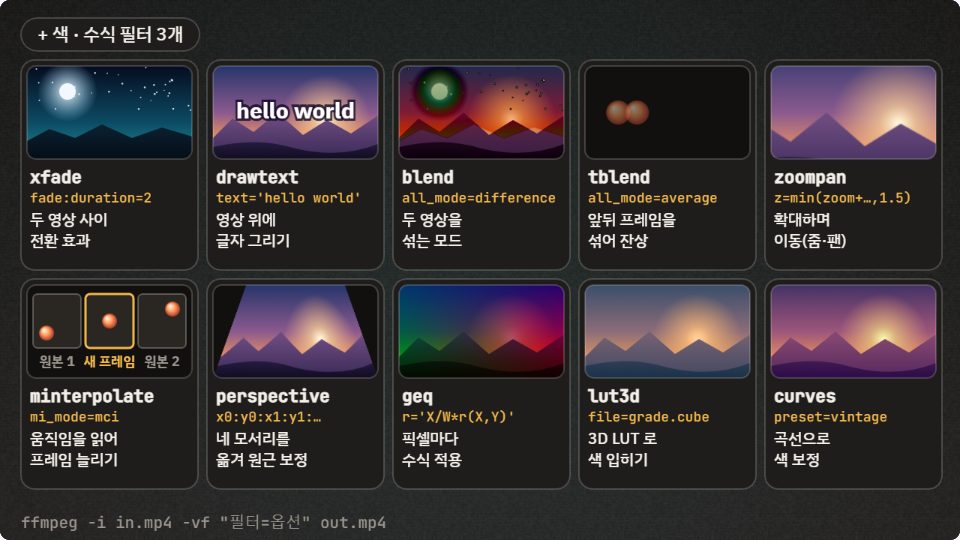 + 색 · 수식 필터 3개
xfade
fade:duration=2
두 영상 사이
전환 효과
hello world
drawtext
text='hello world'
영상 위에
글자 그리기
blend
all_mode=difference
두 영상을
섞는 모드
tblend
all_mode=average
앞뒤 프레임을
섞어 잔상
zoompan
z=min(zoom+…,1.5)
확대하며
이동(줌·팬)
원본 1 새 프레임 원본 2
minterpolate
mi_mode=mci
움직임을 읽어
프레임 늘리기
perspective
x0:y0:x1:y1:…
네 모서리를
옮겨 원근 보정
geq
r='X/W*r(X,Y)'
픽셀마다
수식 적용
lut3d
file=grade.cube
3D LUT 로
색 입히기
curves
preset=vintage
곡선으로
색 보정
ffmpeg -i in.mp4 -vf "필터=옵션" out.mp4